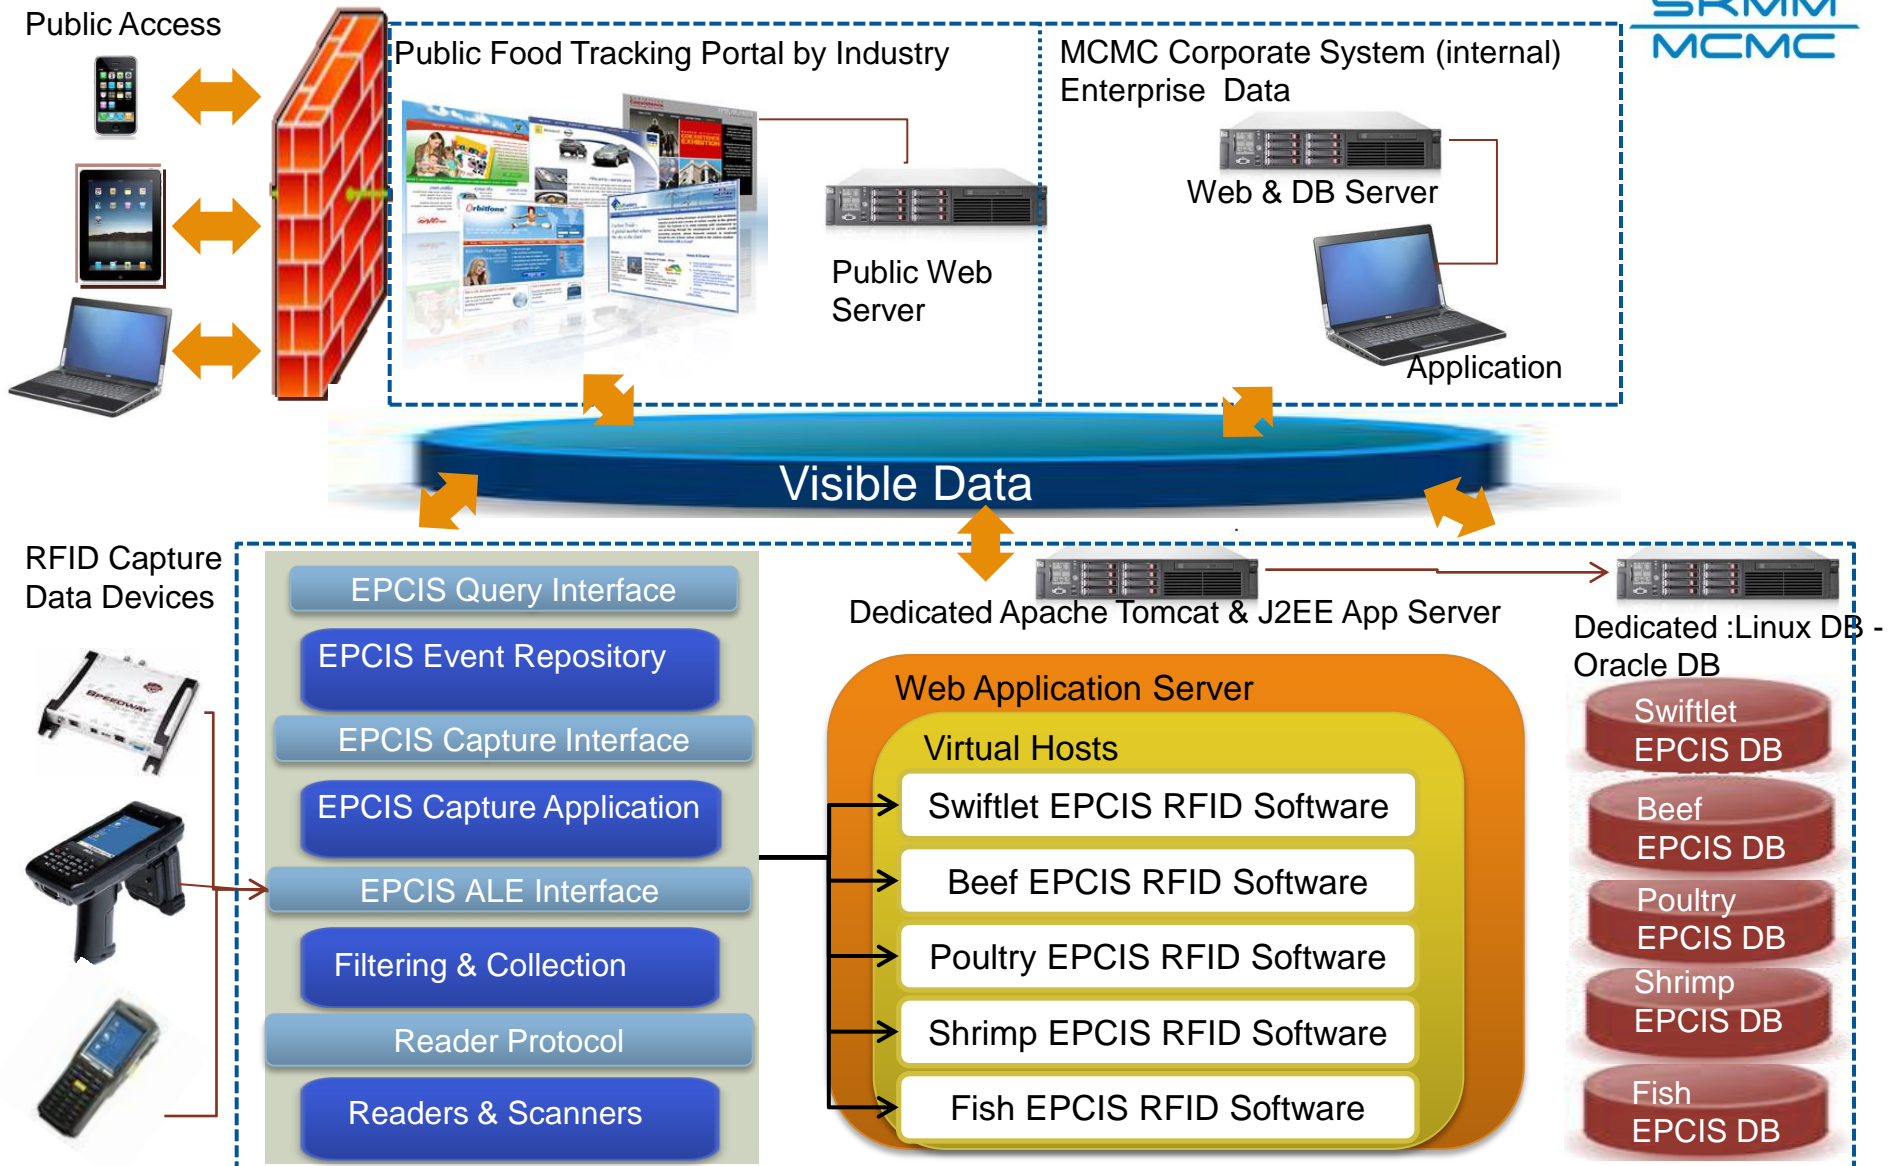 Public Access
SKMM
MCMC
Public Food Tracking Portal by Industry
MCMC Corporate System (internal)
Enterprise Data
Web & DB Server
Public Web
Server
Application
Orbitfone
Visible Data
RFID Capture
Data Devices
EPCIS Query Interface
EPCIS Event Repository
EPCIS Capture Interface
EPCIS Capture Application
EPCIS ALE Interface
Filtering & Collection
Reader Protocol
Readers & Scanners
SPEEDWAY
Dedicated Apache Tomcat & J2EE App Server
Web Application Server
Virtual Hosts
Swiftlet EPCIS RFID Software
Beef EPCIS RFID Software
Poultry EPCIS RFID Software
Shrimp EPCIS RFID Software
Fish EPCIS RFID Software
Dedicated :Linux DB -
Oracle DB
Swiftlet
EPCIS DB
Beef
EPCIS DB
Poultry
EPCIS DB
Shrimp
EPCIS DB
Fish
EPCIS DB